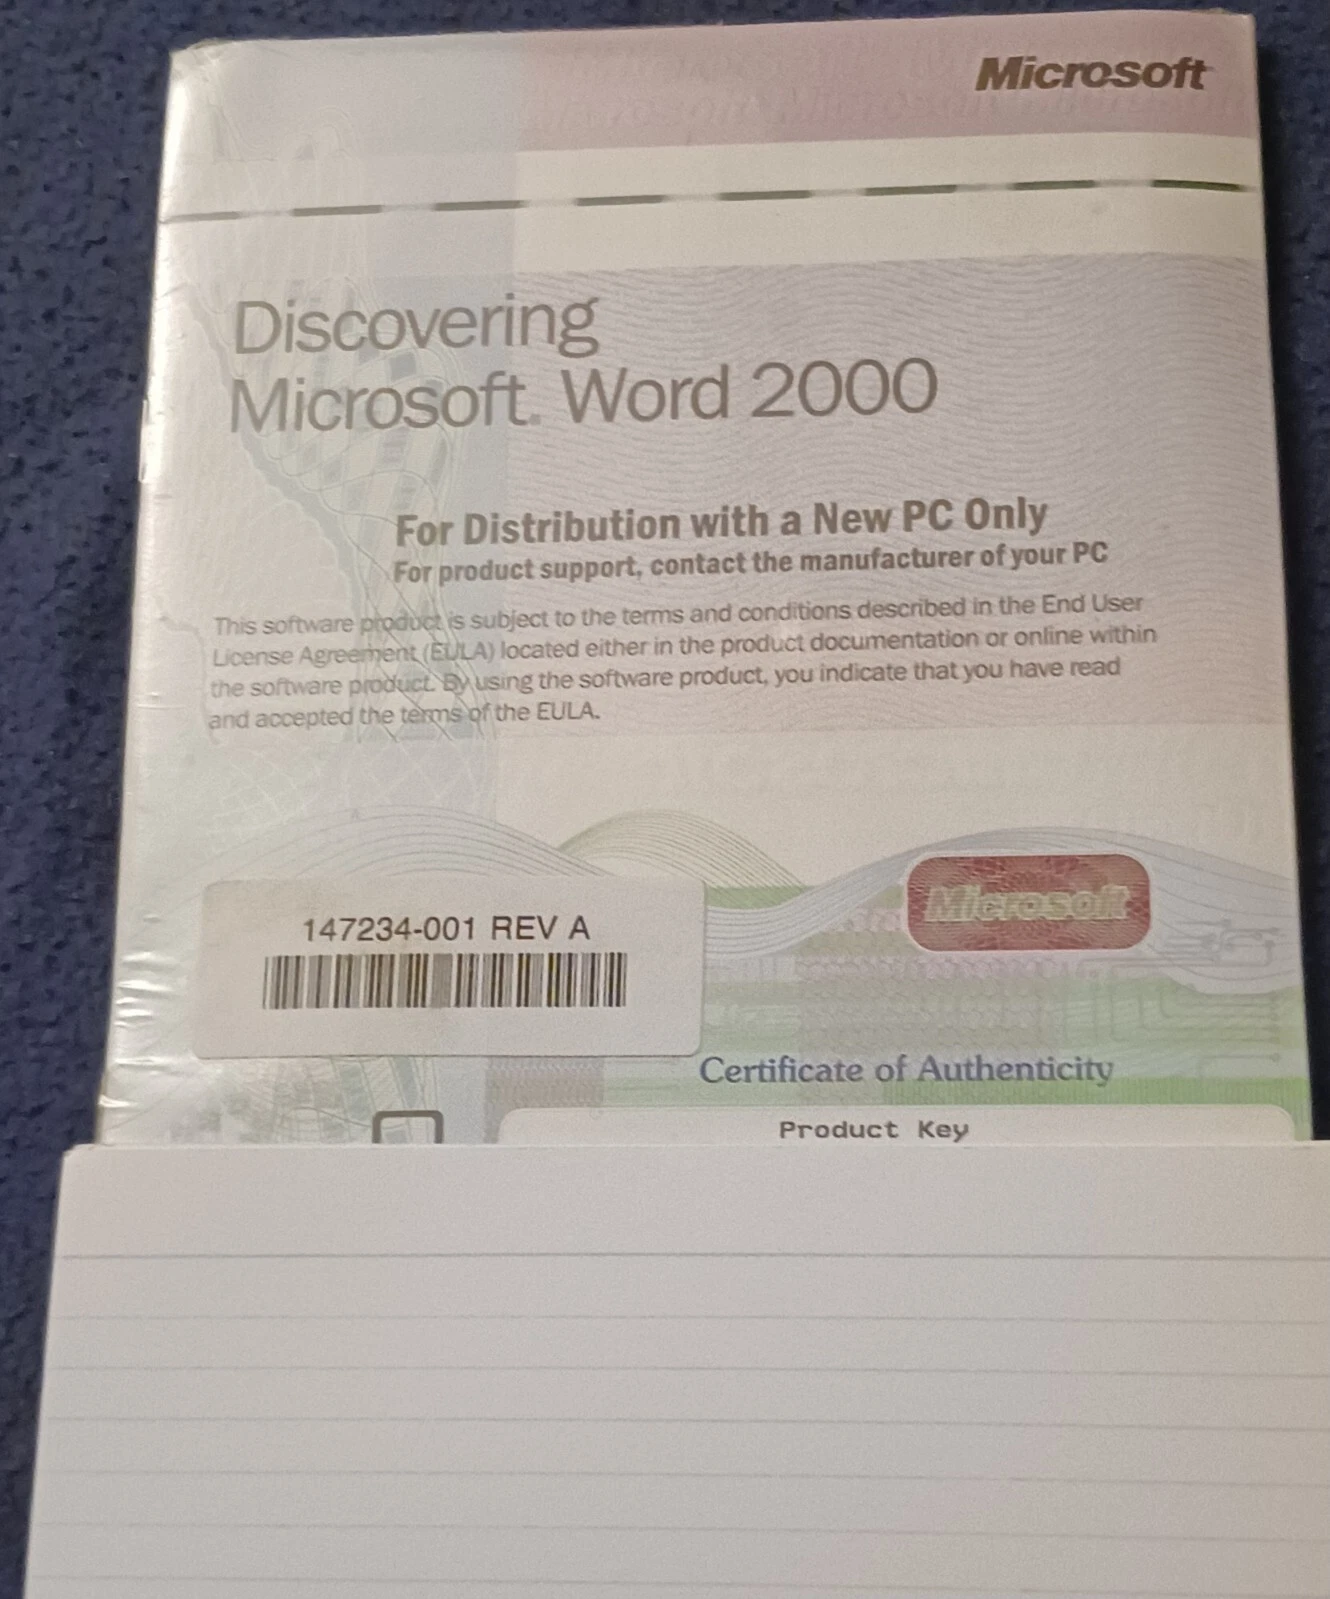 Microsoft
Discovering
Microsoft® Word 2000
For Distribution with a New PC Only
For product support, contact the manufacturer of your PC
This software product is subject to the terms and conditions described in the End User
License Agreement (EULA) located either in the product documentation or online within
the software product. By using the software product, you indicate that you have read
and accepted the terms of the EULA.
147234-001 REV A
Microsoft
Certificate of Authenticity
Product Key